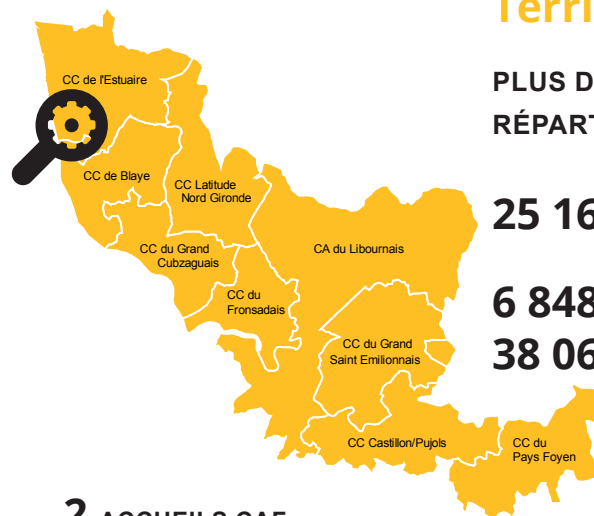 Terri
PLUS D
RÉPART
25 16
6 848
38 06
CC de l'Estuaire
CC de Blaye
CC Latitude
Nord Gironde
CC du Grand
Cubzaguais
CA du Libournais
CC du
Fronsadais
CC du Grand
Saint Emilionnais
CC Castillon/Pujols
CC du
Pays Foyen
2 ACCUEILS CAF